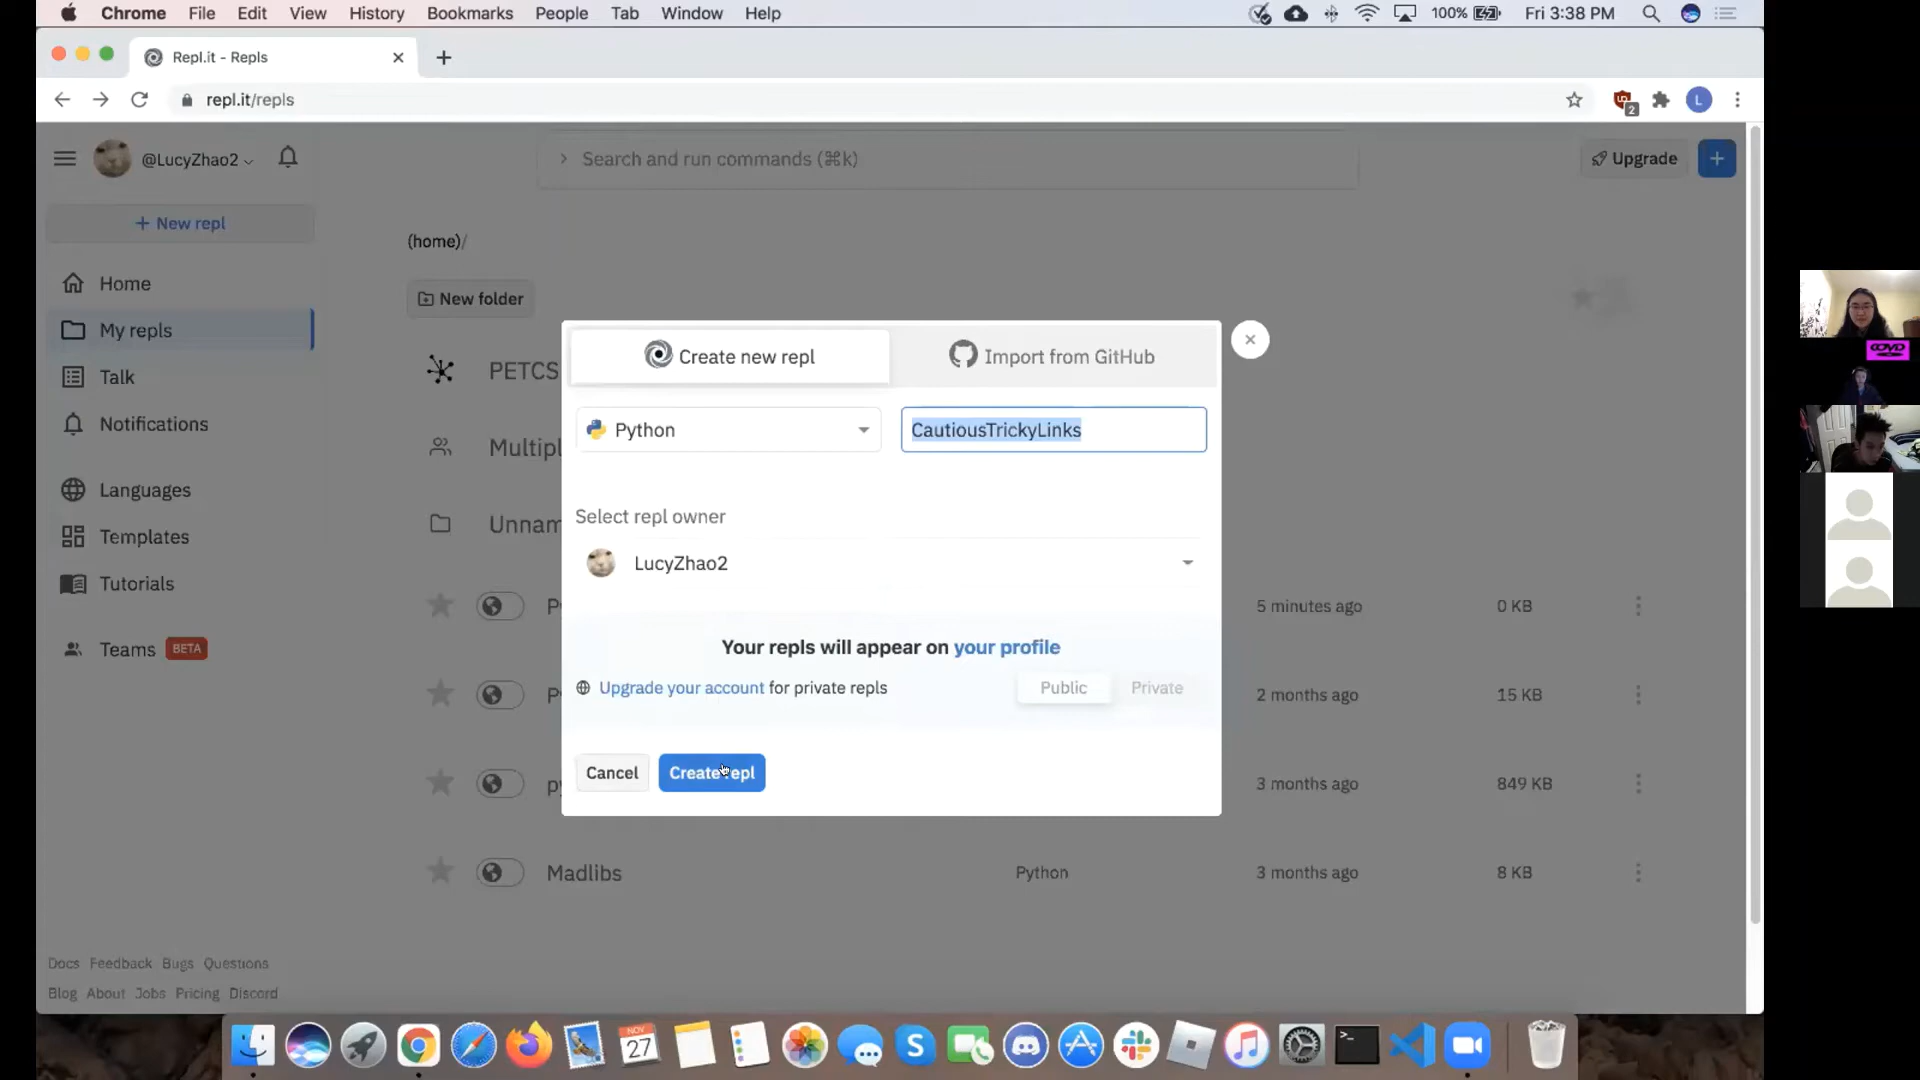 Chrome File Edit View History Bookmarks People Tab Window Help 100% Fri 3:38 PM
Repl.it - Repls
repl.it/repls
2
L
@LucyZhao2
Search and run commands (⌘k)
Upgrade
+ New repl
(home)/
Home
New folder
My repls
Create new repl
Import from GitHub
PETCS
Talk
Notifications
Python
CautiousTrickyLinks
Multipl
Languages
Select repl owner
Unnam
Templates
LucyZhao2
Tutorials
P
5 minutes ago
0 KB
Teams BETA
Your repls will appear on your profile
Upgrade your account for private repls
Public
Private
P
2 months ago
15 KB
Cancel
Create repl
py
3 months ago
849 KB
Madlibs
Python
3 months ago
8 KB
Docs Feedback Bugs Questions
Blog About Jobs Pricing Discord
NOV
27